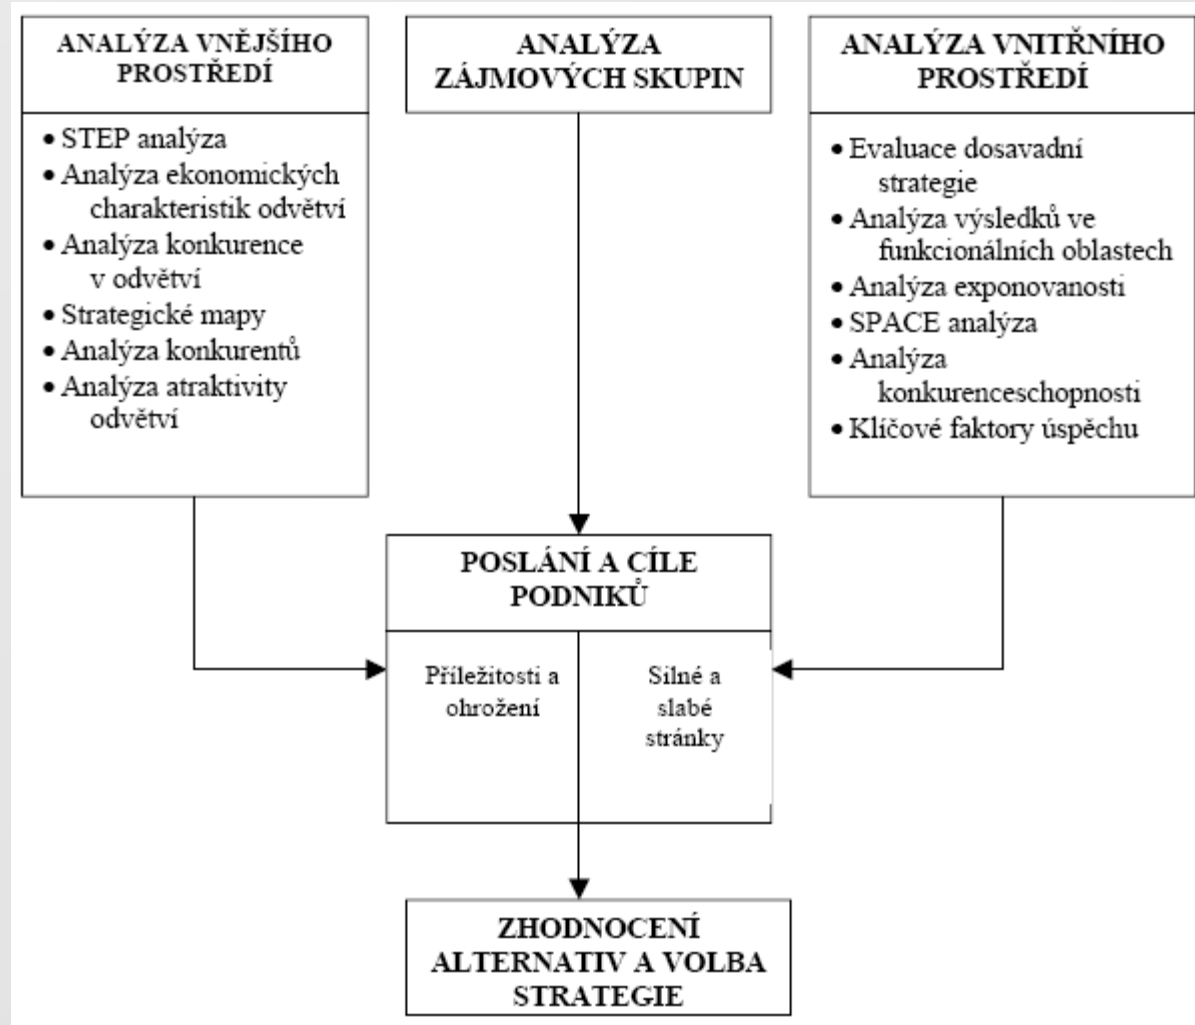 ANALÝZA VNĚJŠÍHO
PROSTŘEDÍ
• STEP analýza
• Analýza ekonomických
charakteristik odvětví
• Analýza konkurence
v odvětví
• Strategické mapy
• Analýza konkurentů
• Analýza atraktivity
odvětví
ANALÝZA
ZÁJMOVÝCH SKUPIN
ANALÝZA VNITŘNÍHO
PROSTŘEDÍ
• Evaluace dosavadní
strategie
• Analýza výsledků ve
funkcionálních oblastech
• Analýza exponovanosti
• SPACE analýza
• Analýza
konkurenceschopnosti
• Klíčové faktory úspěchu
POSLÁNÍ A CÍLE
PODNIKŮ
Příležitosti a
ohrožení
Silné a
slabé
stránky
ZHODNOCENÍ
ALTERNATIV A VOLBA
STRATEGIE